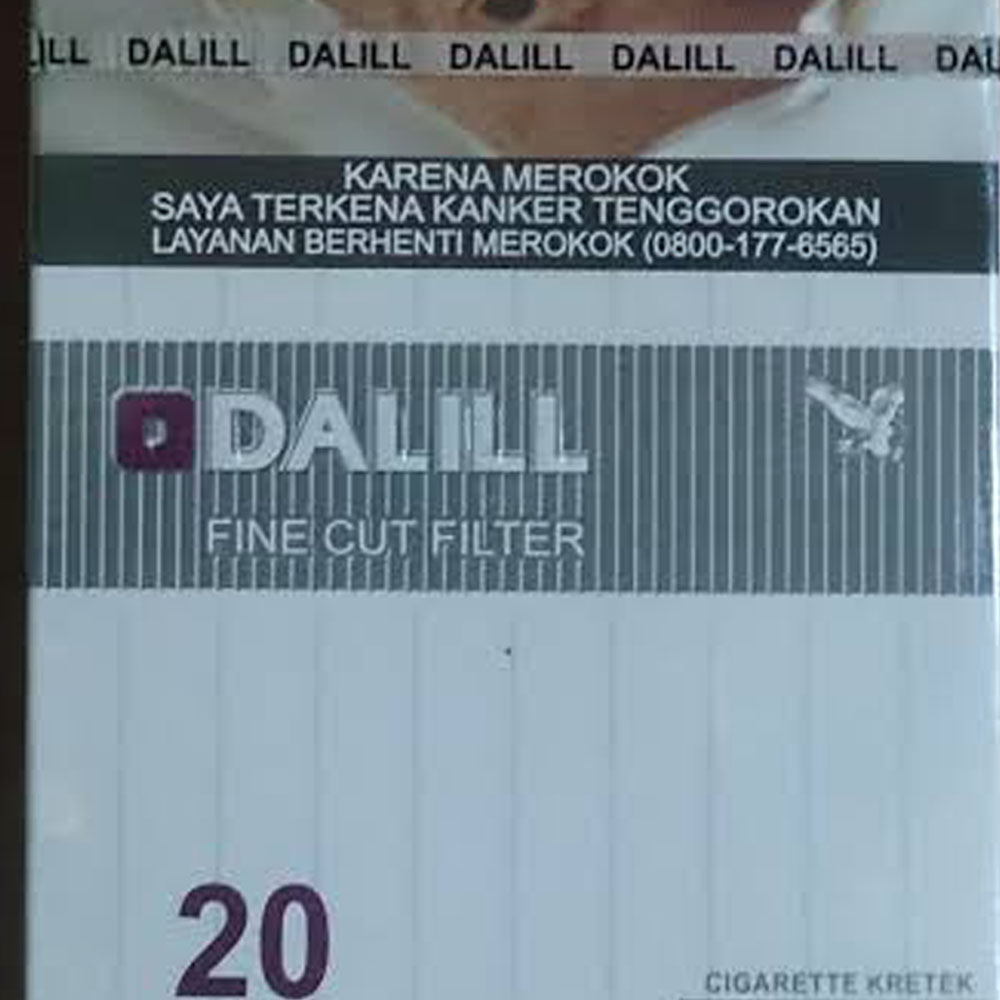 DALILL DALILL DALILL DALILL DALILL
KARENA MEROKOK
SAYA TERKENA KANKER TENGGOROKAN
LAYANAN BERHENTI MEROKOK (0800-177-6565)
D DALILL
FINE CUT FILTER
20
CIGARETTE KRETEK